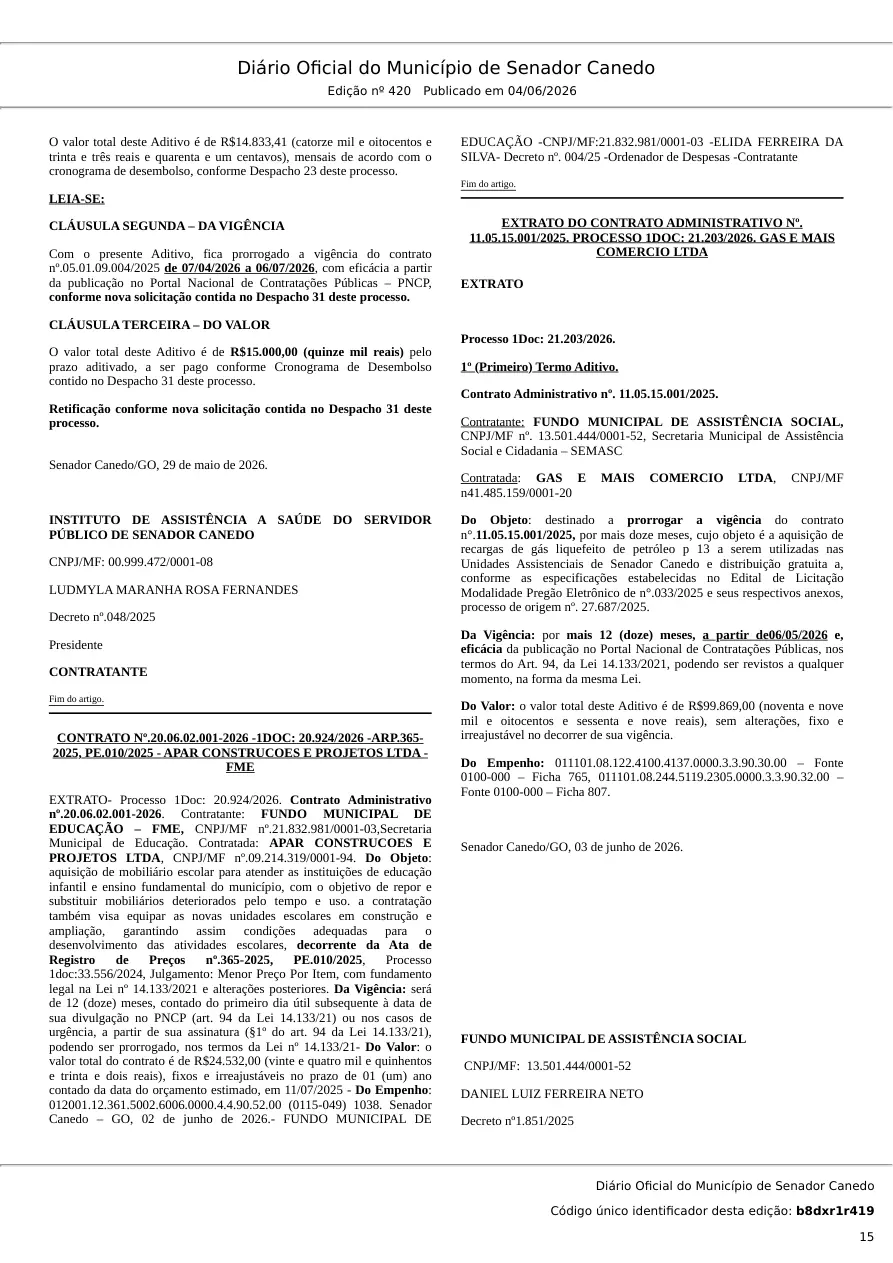 Diário Oficial do Município de Senador Canedo
Edição nº 420 Publicado em 04/06/2026
O valor total deste Aditivo é de R$14.833,41 (catorze mil e oitocentos e
trinta e três reais e quarenta e um centavos), mensais de acordo com o
cronograma de desembolso, conforme Despacho 23 deste processo.
LEIA-SE:
CLÁUSULA SEGUNDA – DA VIGÊNCIA
Com o presente Aditivo, fica prorrogado a vigência do contrato
nº.05.01.09.004/2025 de 07/04/2026 a 06/07/2026, com eficácia a partir
da publicação no Portal Nacional de Contratações Públicas – PNCP,
conforme nova solicitação contida no Despacho 31 deste processo.
CLÁUSULA TERCEIRA – DO VALOR
O valor total deste Aditivo é de R$15.000,00 (quinze mil reais) pelo
prazo aditivado, a ser pago conforme Cronograma de Desembolso
contido no Despacho 31 deste processo.
Retificação conforme nova solicitação contida no Despacho 31 deste
processo.
Senador Canedo/GO, 29 de maio de 2026.
INSTITUTO DE ASSISTÊNCIA A SAÚDE DO SERVIDOR
PÚBLICO DE SENADOR CANEDO
CNPJ/MF: 00.999.472/0001-08
LUDMYLA MARANHA ROSA FERNANDES
Decreto nº.048/2025
Presidente
CONTRATANTE
Fim do artigo.
CONTRATO Nº.20.06.02.001-2026 -1DOC: 20.924/2026 -ARP.365-
2025, PE.010/2025 - APAR CONSTRUCOES E PROJETOS LTDA -
FME
EXTRATO- Processo 1Doc: 20.924/2026. Contrato Administrativo
nº.20.06.02.001-2026. Contratante: FUNDO MUNICIPAL DE
EDUCAÇÃO – FME, CNPJ/MF nº.21.832.981/0001-03,Secretaria
Municipal de Educação. Contratada: APAR CONSTRUCOES E
PROJETOS LTDA, CNPJ/MF nº.09.214.319/0001-94. Do Objeto:
aquisição de mobiliário escolar para atender as instituições de educação
infantil e ensino fundamental do município, com o objetivo de repor e
substituir mobiliários deteriorados pelo tempo e uso. a contratação
também visa equipar as novas unidades escolares em construção e
ampliação, garantindo assim condições adequadas para o
desenvolvimento das atividades escolares, decorrente da Ata de
Registro de Preços nº.365-2025, PE.010/2025, Processo
1doc:33.556/2024, Julgamento: Menor Preço Por Item, com fundamento
legal na Lei nº 14.133/2021 e alterações posteriores. Da Vigência: será
de 12 (doze) meses, contado do primeiro dia útil subsequente à data de
sua divulgação no PNCP (art. 94 da Lei 14.133/21) ou nos casos de
urgência, a partir de sua assinatura (§1º do art. 94 da Lei 14.133/21),
podendo ser prorrogado, nos termos da Lei nº 14.133/21- Do Valor: o
valor total do contrato é de R$24.532,00 (vinte e quatro mil e quinhentos
e trinta e dois reais), fixos e irreajustáveis no prazo de 01 (um) ano
contado da data do orçamento estimado, em 11/07/2025 - Do Empenho:
012001.12.361.5002.6006.0000.4.4.90.52.00 (0115-049) 1038. Senador
Canedo – GO, 02 de junho de 2026.- FUNDO MUNICIPAL DE
EDUCAÇÃO -CNPJ/MF:21.832.981/0001-03 -ELIDA FERREIRA DA
SILVA- Decreto nº. 004/25 -Ordenador de Despesas -Contratante
Fim do artigo.
EXTRATO DO CONTRATO ADMINISTRATIVO Nº.
11.05.15.001/2025. PROCESSO 1DOC: 21.203/2026. GAS E MAIS
COMERCIO LTDA
EXTRATO
Processo 1Doc: 21.203/2026.
1º (Primeiro) Termo Aditivo.
Contrato Administrativo nº. 11.05.15.001/2025.
Contratante: FUNDO MUNICIPAL DE ASSISTÊNCIA SOCIAL,
CNPJ/MF nº. 13.501.444/0001-52, Secretaria Municipal de Assistência
Social e Cidadania – SEMASC
Contratada: GAS E MAIS COMERCIO LTDA, CNPJ/MF
n41.485.159/0001-20
Do Objeto: destinado a prorrogar a vigência do contrato
n°.11.05.15.001/2025, por mais doze meses, cujo objeto é a aquisição de
recargas de gás liquefeito de petróleo p 13 a serem utilizadas nas
Unidades Assistenciais de Senador Canedo e distribuição gratuita a,
conforme as especificações estabelecidas no Edital de Licitação
Modalidade Pregão Eletrônico de n°.033/2025 e seus respectivos anexos,
processo de origem nº. 27.687/2025.
Da Vigência: por mais 12 (doze) meses, a partir de06/05/2026 e,
eficácia da publicação no Portal Nacional de Contratações Públicas, nos
termos do Art. 94, da Lei 14.133/2021, podendo ser revistos a qualquer
momento, na forma da mesma Lei.
Do Valor: o valor total deste Aditivo é de R$99.869,00 (noventa e nove
mil e oitocentos e sessenta e nove reais), sem alterações, fixo e
irreajustável no decorrer de sua vigência.
Do Empenho: 011101.08.122.4100.4137.0000.3.3.90.30.00 – Fonte
0100-000 – Ficha 765, 011101.08.244.5119.2305.0000.3.3.90.32.00 –
Fonte 0100-000 – Ficha 807.
Senador Canedo/GO, 03 de junho de 2026.
FUNDO MUNICIPAL DE ASSISTÊNCIA SOCIAL
CNPJ/MF: 13.501.444/0001-52
DANIEL LUIZ FERREIRA NETO
Decreto nº1.851/2025
Diário Oficial do Município de Senador Canedo
Código único identificador desta edição: b8dxr1r419
15